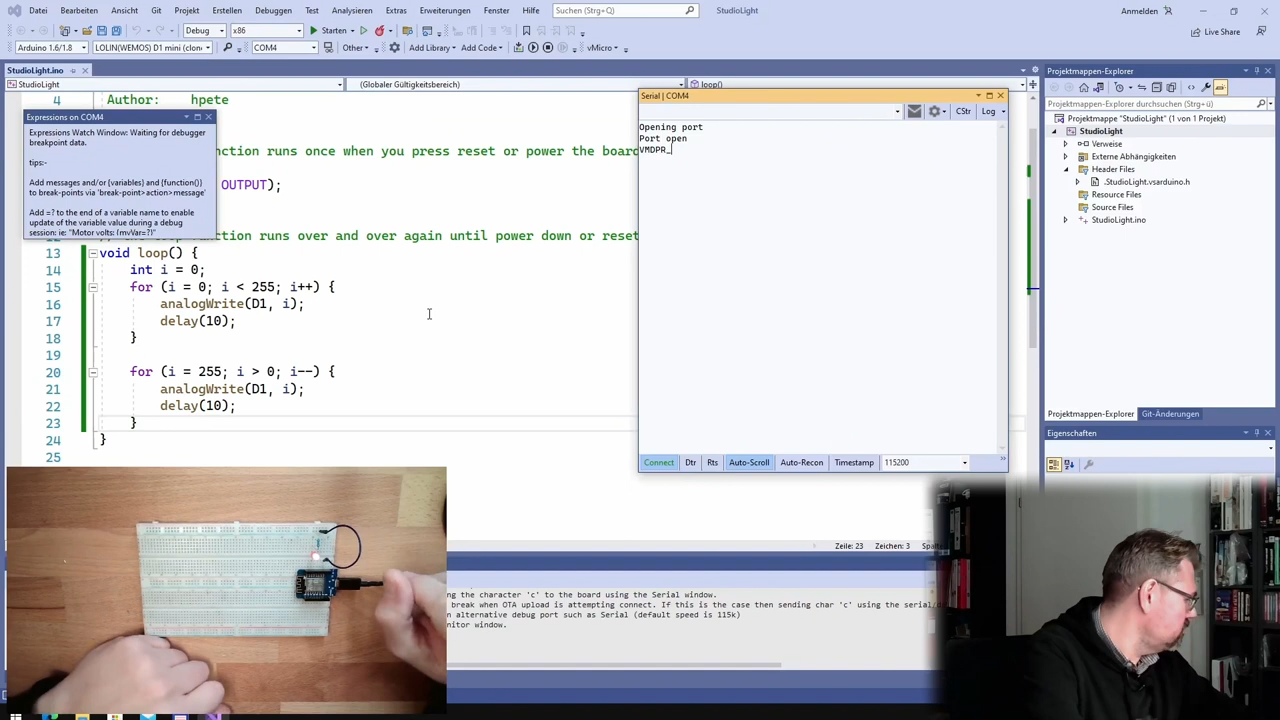 Datei Bearbeiten Ansicht Git Projekt Erstellen Debuggen Test Analysieren Extras Erweiterungen Fenster Hilfe Suchen (Strg+Q) StudioLight Anmelden
Debug x86 Starten Live Share
Arduino 1.6/1.8 LOLIN(WEMOS) D1 mini (clone) COM4 Other Add Library Add Code vMicro
StudioLight.ino
StudioLight (Globaler Gültigkeitsbereich) loop()
4 Author: hpete
Expressions on COM4
Expressions Watch Window: Waiting for debugger
breakpoint data.
tips:-
Add messages and/or {variables} and {function()}
to break-points via 'break-point>action>message'
Add =? to the end of a variable name to enable
update of the variable value during a debug
session: ie: "Motor volts: {mvVar=?}"
nction runs once when you press reset or power the board
OUTPUT);
function runs over and over again until power down or reset
13 void loop() {
14 int i = 0;
15 for (i = 0; i < 255; i++) {
16 analogWrite(D1, i);
17 delay(10);
18 }
19
20 for (i = 255; i > 0; i--) {
21 analogWrite(D1, i);
22 delay(10);
23 }
24 }
25
Serial | COM4
CStr Log
Opening port
Port open
VMDPR_
Connect Dtr Rts Auto-Scroll Auto-Recon Timestamp 115200
Zeile: 23 Zeichen: 3
ng the character 'c' to the board using the Serial window.
break when OTA upload is attempting connect. If this is the case then sending char 'c' using the serial/
n alternative debug port such as Serial (default speed is 115k)
nitor window.
Projektmappen-Explorer
Projektmappen-Explorer durchsuchen (Strg+ü)
Projektmappe "StudioLight" (1 von 1 Projekt)
StudioLight
Verweise
Externe Abhängigkeiten
Header Files
.StudioLight.vsarduino.h
Resource Files
Source Files
StudioLight.ino
Projektmappen-Explorer Git-Änderungen
Eigenschaften